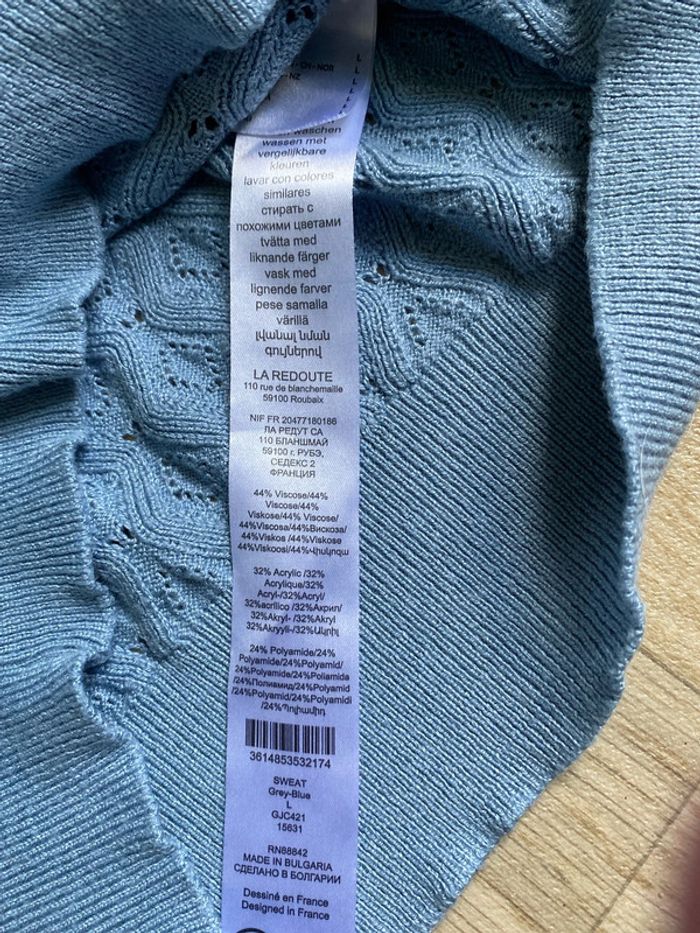 CH-NOR
- NZ
L
L
L
L
L
waschen
wassen met
vergelijkbare
kleuren
lavar con colores
similares
стирать с
похожими цветами
tvätta med
liknande färger
vask med
lignende farver
pese samalla
värillä
լվանալ նման
գույներով
LA REDOUTE
110 rue de blanchemaille
59100 Roubaix
NIF FR 20477180186
ЛА РЕДУТ СА
110 БЛАНШМАЙ
59100 г. РУБЭ,
СЕДЕКС 2
ФРАНЦИЯ
44% Viscose/44%
Viscose/44%
Viskose/44% Viscose/
44%Viscosa/44%Вискоза/
44%Viskos /44%Viskose
44%Viskoosi/44%Վիսկոզա
32% Acrylic /32%
Acrylique/32%
Acryl-/32%Acryl/
32%acrílico /32%Акрил/
32%Akryl- /32%Akryl
32%Akryyli-/32%Ակրիլ
24% Polyamide/24%
Polyamide/24%Polyamid/
24%Polyamide/24%Poliamida
/24%Полиамид/24%Polyamid
/24%Polyamid/24%Polyamidi
/24%Պոլիամիդ
3614853532174
SWEAT
Grey-Blue
L
GJC421
15631
RN88842
MADE IN BULGARIA
СДЕЛАНО В БОЛГАРИИ
Dessiné en France
Designed in France